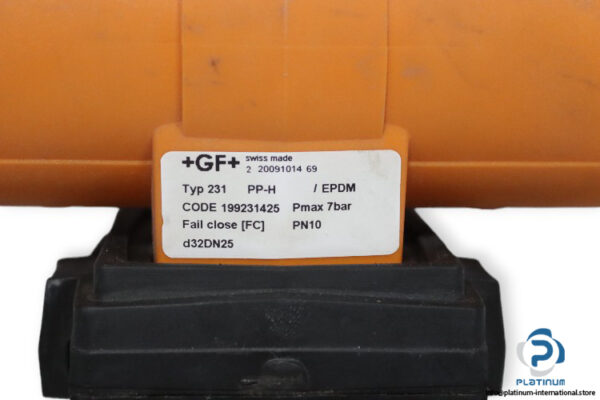 +GF+ swiss made
2 20091014 69
Typ 231 PP-H / EPDM
CODE 199231425 Pmax 7bar
Fail close [FC] PN10
d32DN25
PLATINUM
info@platinum-international.store